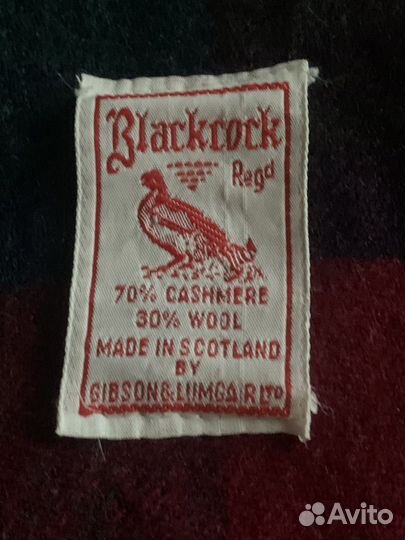 Blackcock
Regd
70% CASHMERE
30% WOOL
MADE IN SCOTLAND
BY
GIBSON & LUMGAIR LTD
Avito